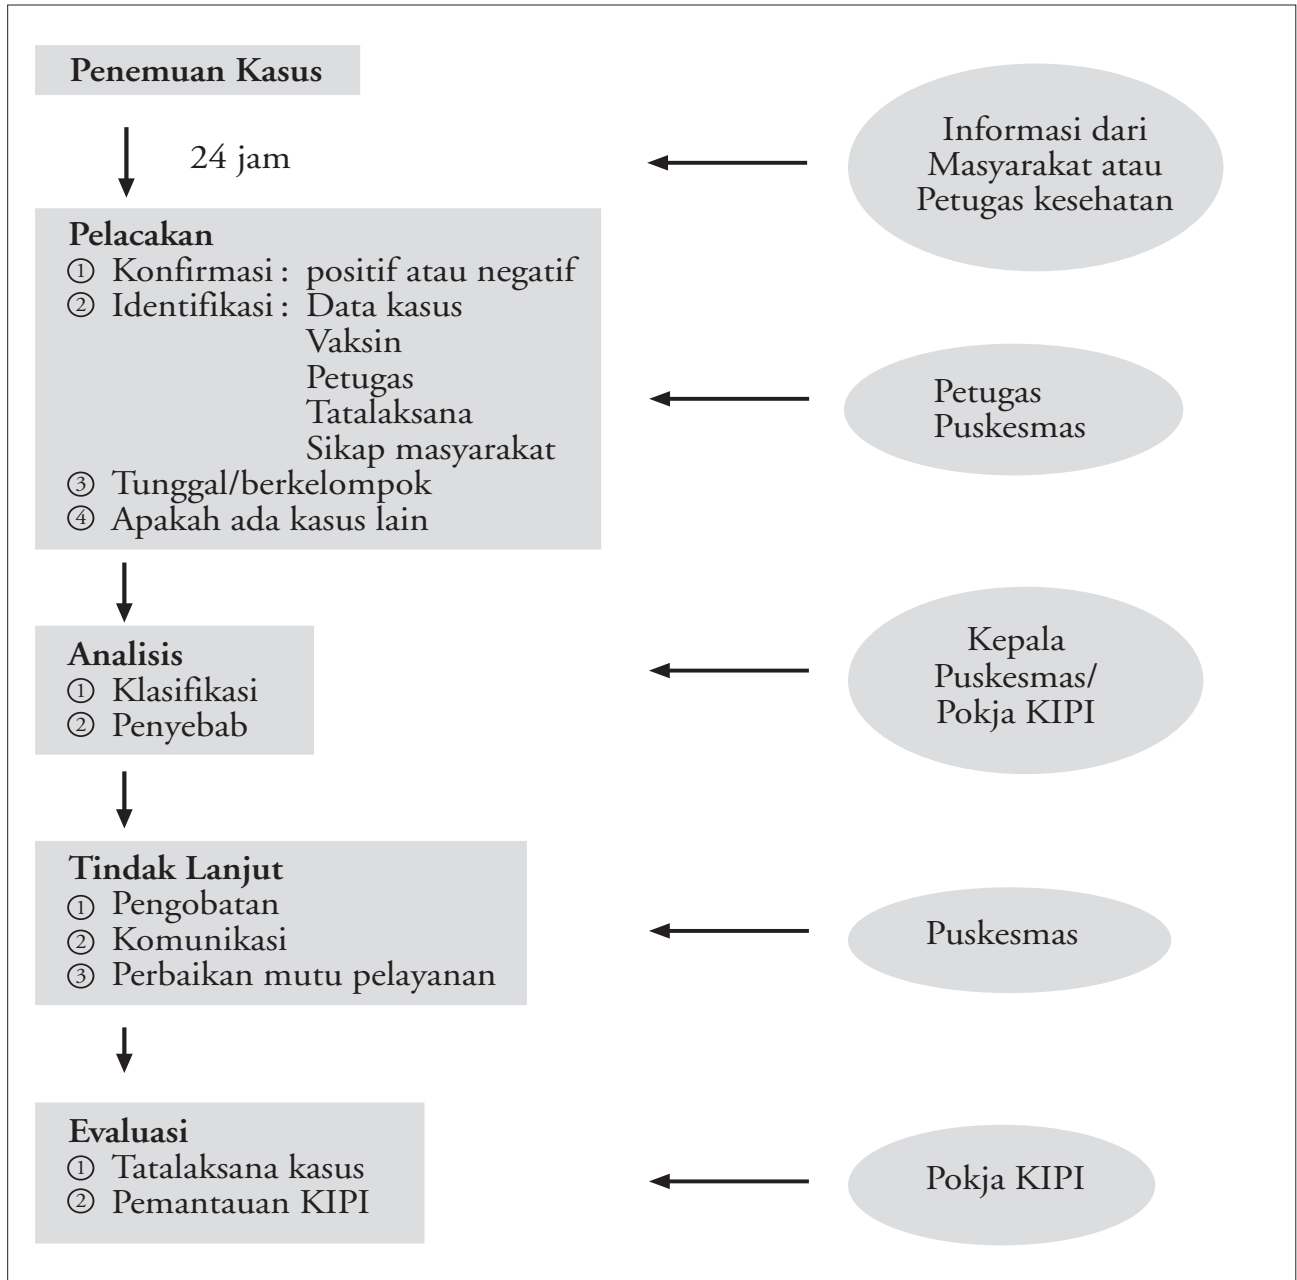 Penemuan Kasus
24 jam
Informasi dari
Masyarakat atau
Petugas kesehatan
Pelacakan
① Konfirmasi : positif atau negatif
② Identifikasi : Data kasus
Vaksin
Petugas
Tatalaksana
Sikap masyarakat
③ Tunggal/berkelompok
④ Apakah ada kasus lain
Petugas
Puskesmas
Analisis
① Klasifikasi
② Penyebab
Kepala
Puskesmas/
Pokja KIPI
Tindak Lanjut
① Pengobatan
② Komunikasi
③ Perbaikan mutu pelayanan
Puskesmas
Evaluasi
① Tatalaksana kasus
② Pemantauan KIPI
Pokja KIPI